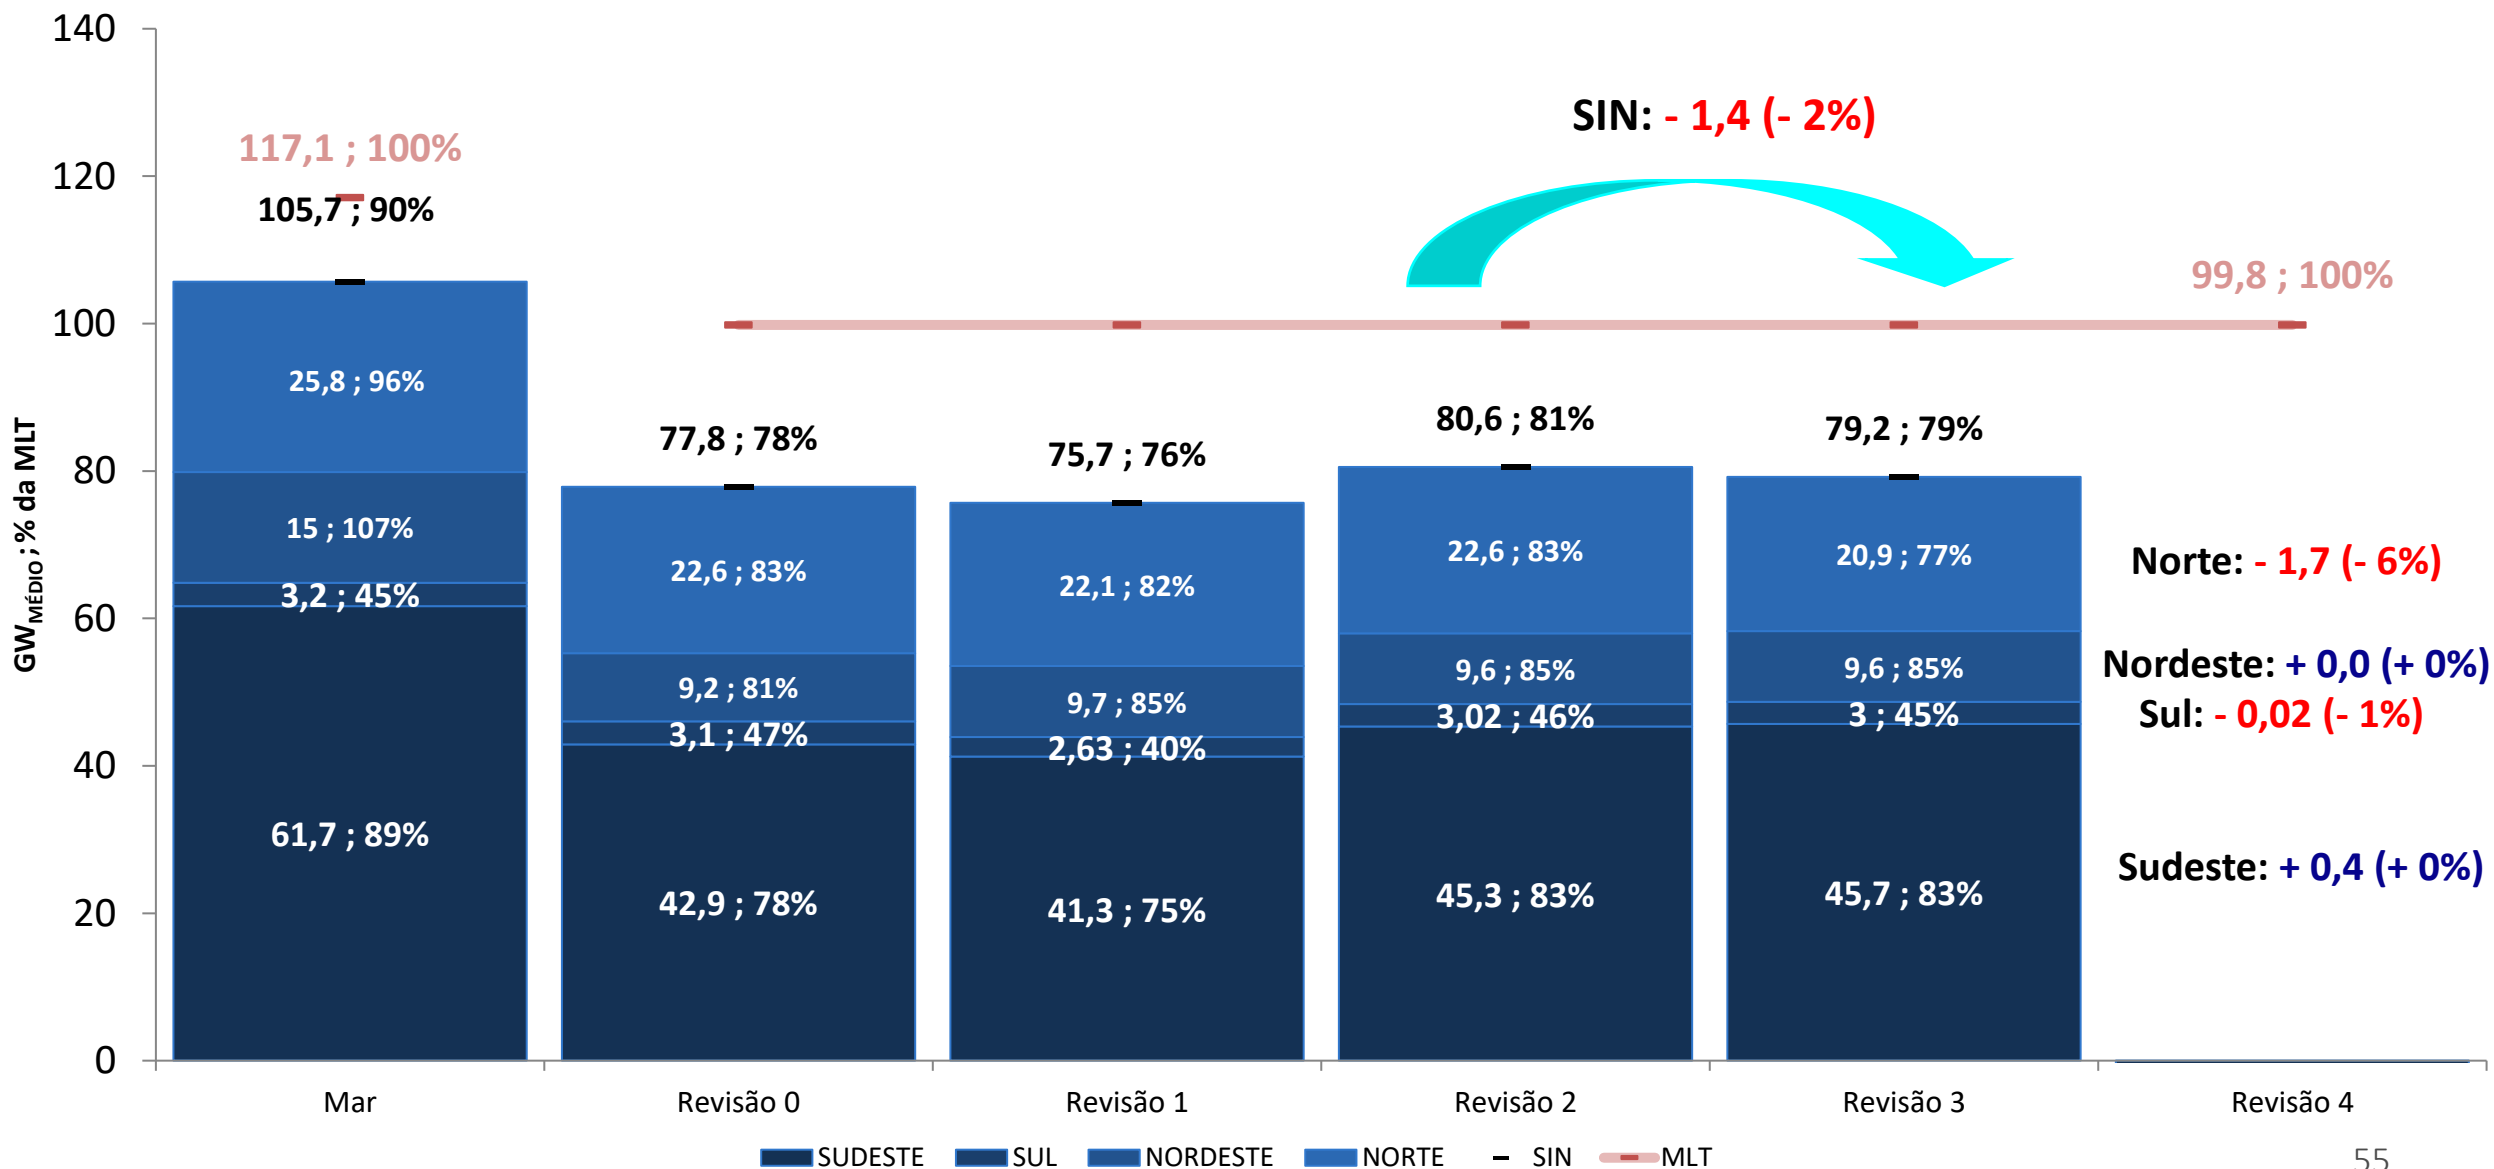 140
120
100
80
60
40
20
0
GWMÉDIO ; % da MLT
SIN: - 1,4 (- 2%)
117,1 ; 100%
105,7 ; 90%
99,8 ; 100%
77,8 ; 78%
75,7 ; 76%
80,6 ; 81%
79,2 ; 79%
25,8 ; 96%
22,6 ; 83%
22,1 ; 82%
22,6 ; 83%
20,9 ; 77%
15 ; 107%
9,2 ; 81%
9,7 ; 85%
9,6 ; 85%
9,6 ; 85%
3,2 ; 45%
3,1 ; 47%
2,63 ; 40%
3,02 ; 46%
3 ; 45%
61,7 ; 89%
42,9 ; 78%
41,3 ; 75%
45,3 ; 83%
45,7 ; 83%
Norte: - 1,7 (- 6%)
Nordeste: + 0,0 (+ 0%)
Sul: - 0,02 (- 1%)
Sudeste: + 0,4 (+ 0%)
Mar
Revisão 0
Revisão 1
Revisão 2
Revisão 3
Revisão 4
SUDESTE
SUL
NORDESTE
NORTE
SIN
MLT
55